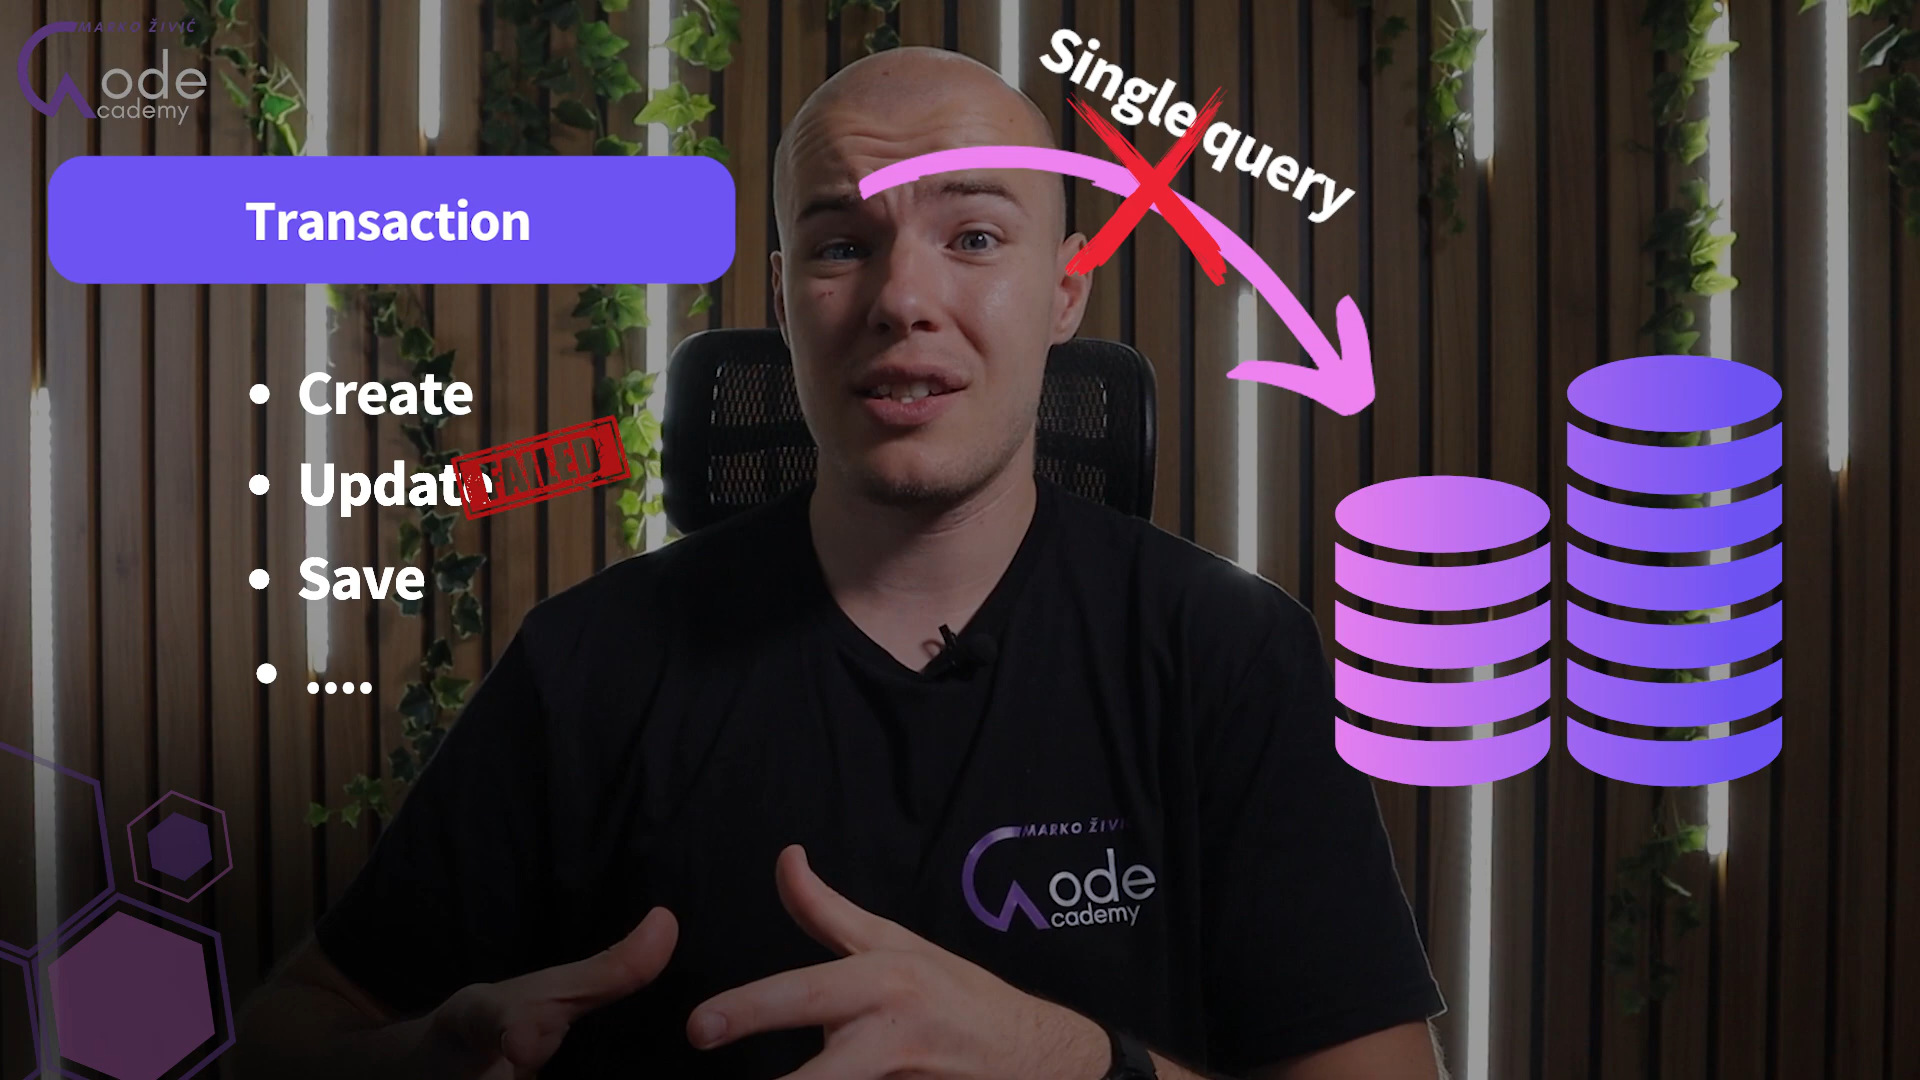 MARKO ŽIVIĆ
ode
cademy
Single query
Transaction
• Create
• Update
FAILED
• Save
• ....
MARKO ŽIVI
ode
cademy